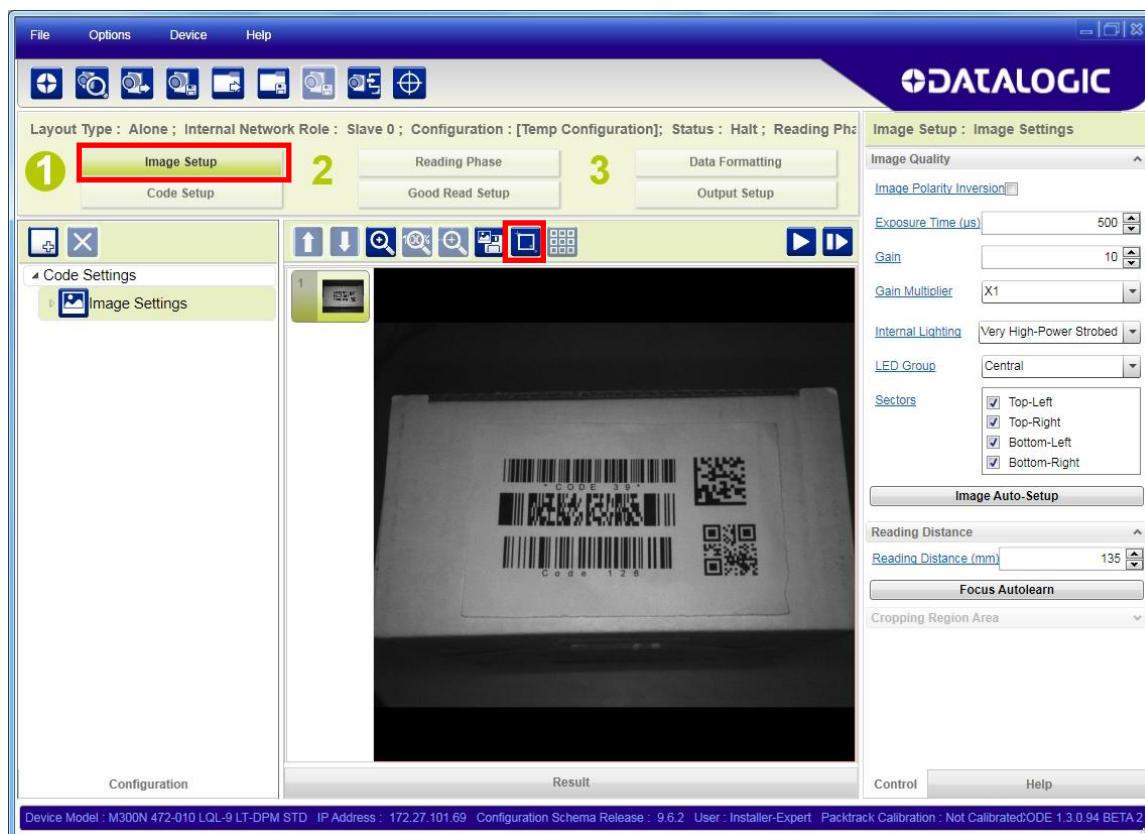 File Options Device Help
DATALOGIC
Layout Type : Alone ; Internal Network Role : Slave 0 ; Configuration : [Temp Configuration]; Status : Halt ; Reading Pha
Image Setup : Image Settings
1 Image Setup 2 Reading Phase 3 Data Formatting
Code Setup Good Read Setup Output Setup
Image Quality
Image Polarity Inversion
Exposure Time (µs) 500
Gain 10
Gain Multiplier X1
Internal Lighting Very High-Power Strobed
LED Group Central
Sectors Top-Left
Top-Right
Bottom-Left
Bottom-Right
Image Auto-Setup
Reading Distance
Reading Distance (mm) 135
Focus Autolearn
Cropping Region Area
100%
Code Settings
Image Settings
1
*CODE 39*
Code 128
Configuration Result Control Help
Device Model : M300N 472-010 LQL-9 LT-DPM STD IP Address : 172.27.101.69 Configuration Schema Release : 9.6.2 User : Installer-Expert Packtrack Calibration : Not Calibrated ODE 1.3.0.94 BETA 2